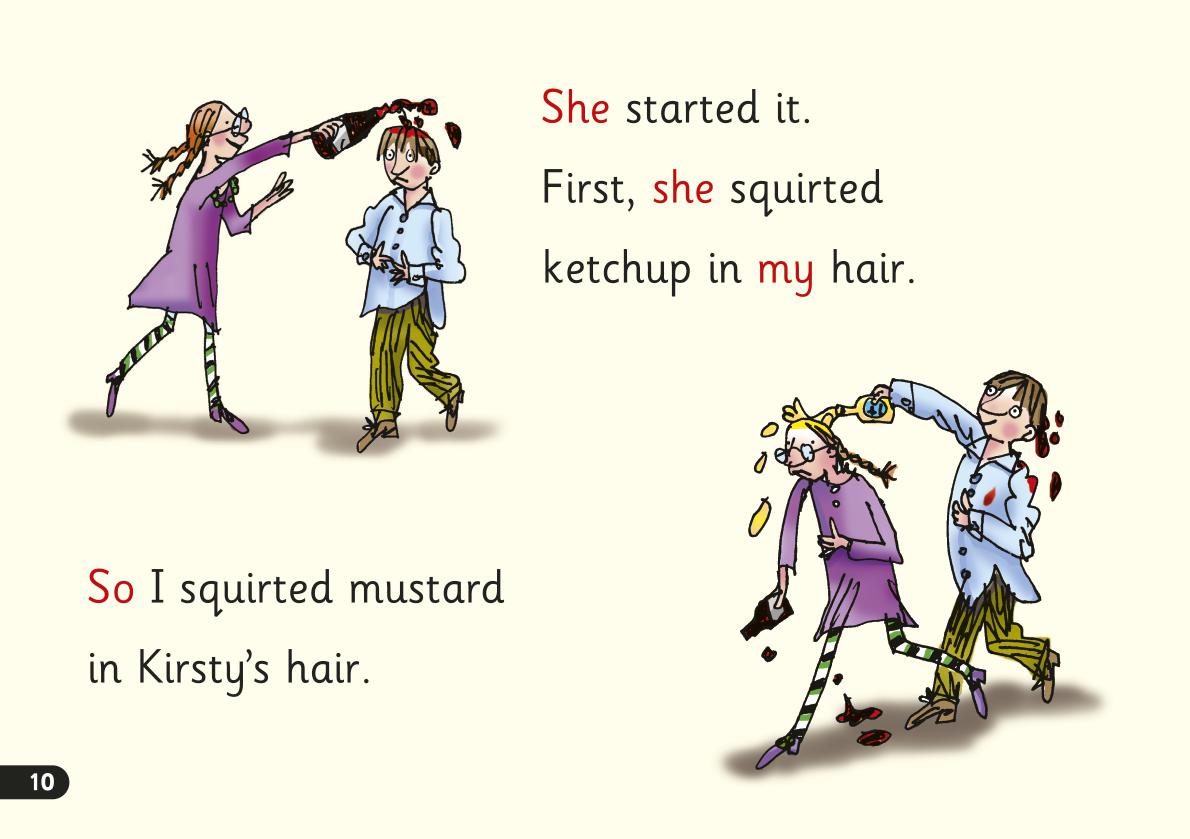 She started it.
First, she squirted
ketchup in my hair.
So I squirted mustard
in Kirsty’s hair.
10